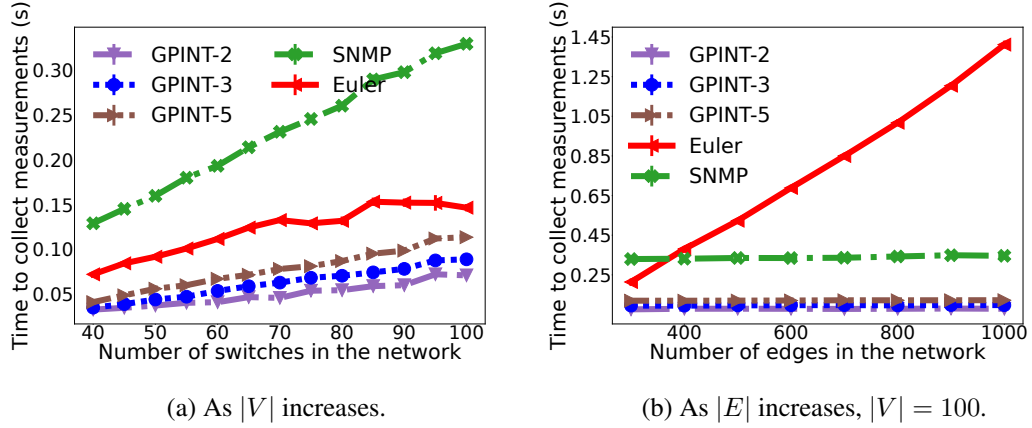 Time to collect measurements (s)
0.30
0.25
0.20
0.15
0.10
0.05
GPINT-2
GPINT-3
GPINT-5
SNMP
Euler
40 50 60 70 80 90 100
Number of switches in the network
(a) As |V| increases.
Time to collect measurements (s)
1.45
1.25
1.05
0.85
0.65
0.45
0.25
GPINT-2
GPINT-3
GPINT-5
Euler
SNMP
400 600 800 1000
Number of edges in the network
(b) As |E| increases, |V| = 100.